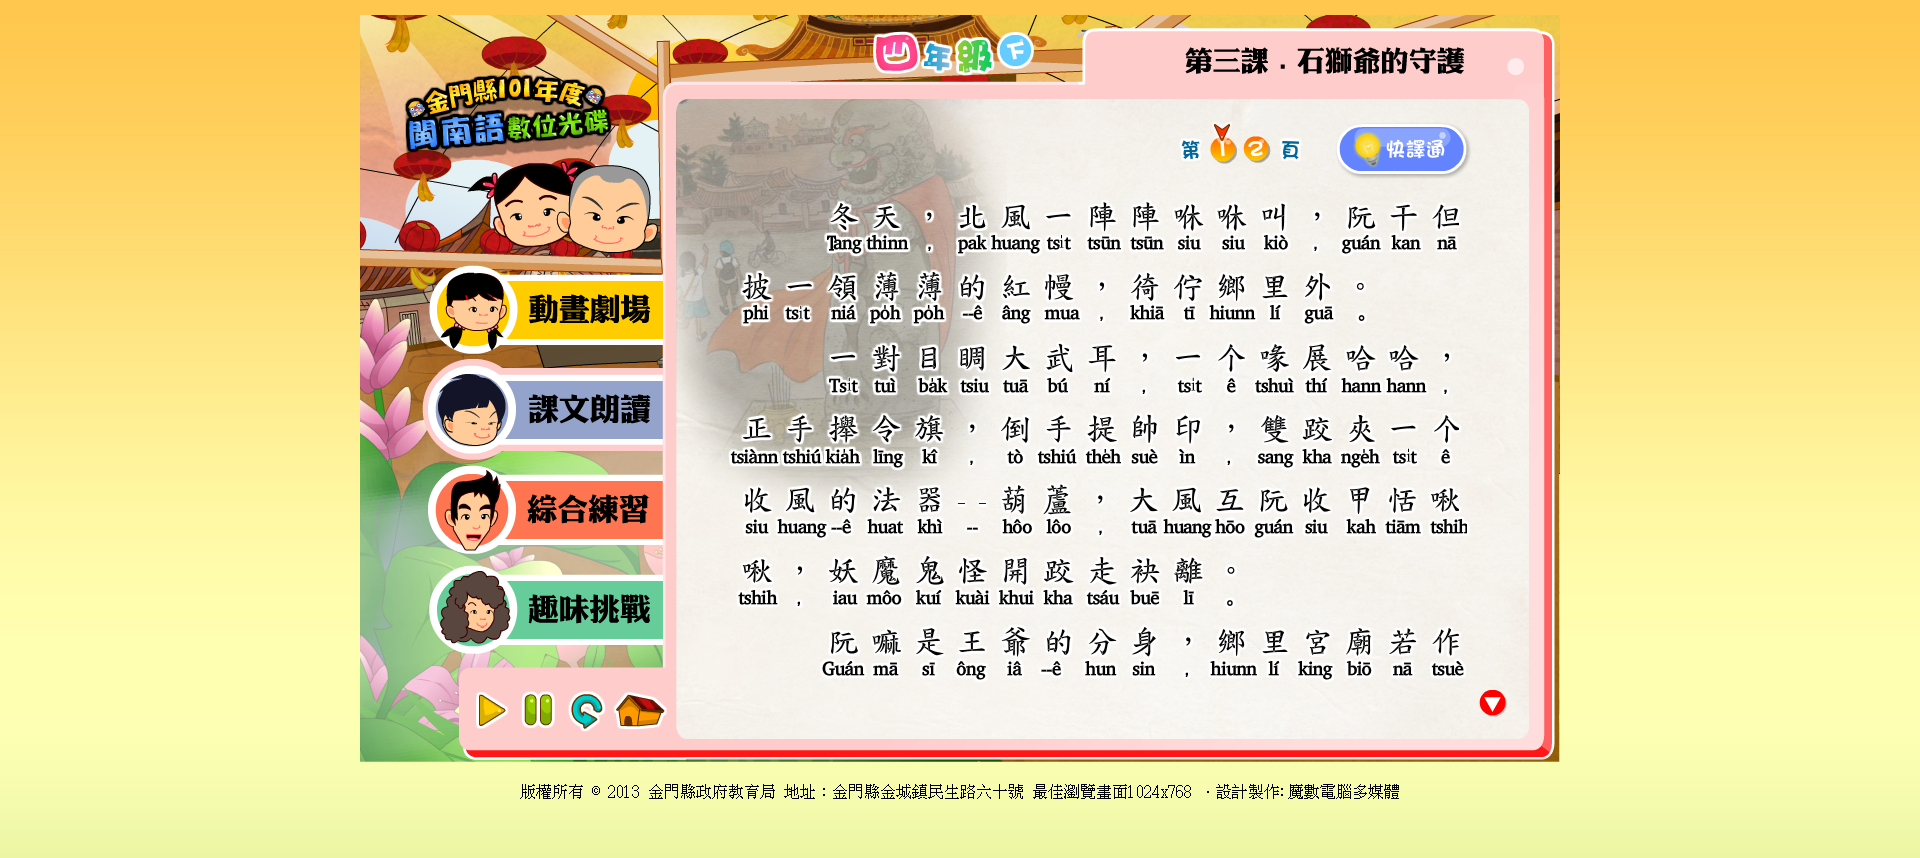 四年級下
第三課．石獅爺的守護
金門縣101年度
閩南語數位光碟
第 1 2 頁
快譯通
冬天，北風一陣陣咻咻叫，阮干但
Tang thinn , pak huang tsi̍t tsūn tsūn siu siu kiò , guán kan nā
披一領薄薄的紅幔，徛佇鄉里外。
phi tsi̍t niá po̍h po̍h --ê âng mua , khiā tī hiunn lí guā 。
一對目睭大武耳，一个喙展哈哈，
Tsi̍t tuì ba̍k tsiu tuā bú ní , tsi̍t ê tshuì thí hann hann ,
正手攑令旗，倒手提帥印，雙跤夾一个
tsiànn tshiú kia̍h līng kî , tò tshiú the̍h suè ìn , sang kha nge̍h tsi̍t ê
收風的法器－－葫蘆，大風互阮收甲恬啾
siu huang --ê huat khì -- hôo lôo , tuā huang hōo guán siu kah tiām tshih
啾，妖魔鬼怪開跤走袂離。
tshih , iau môo kuí kuài khui kha tsáu buē lī 。
阮嘛是王爺的分身，鄉里宮廟若作
Guán mā sī ông iâ --ê hun sin , hiunn lí king biō nā tsuè
動畫劇場
課文朗讀
綜合練習
趣味挑戰
版權所有 © 2013 金門縣政府教育局 地址：金門縣金城鎮民生路六十號 最佳瀏覽畫面1024x768 ．設計製作: 魔數電腦多媒體